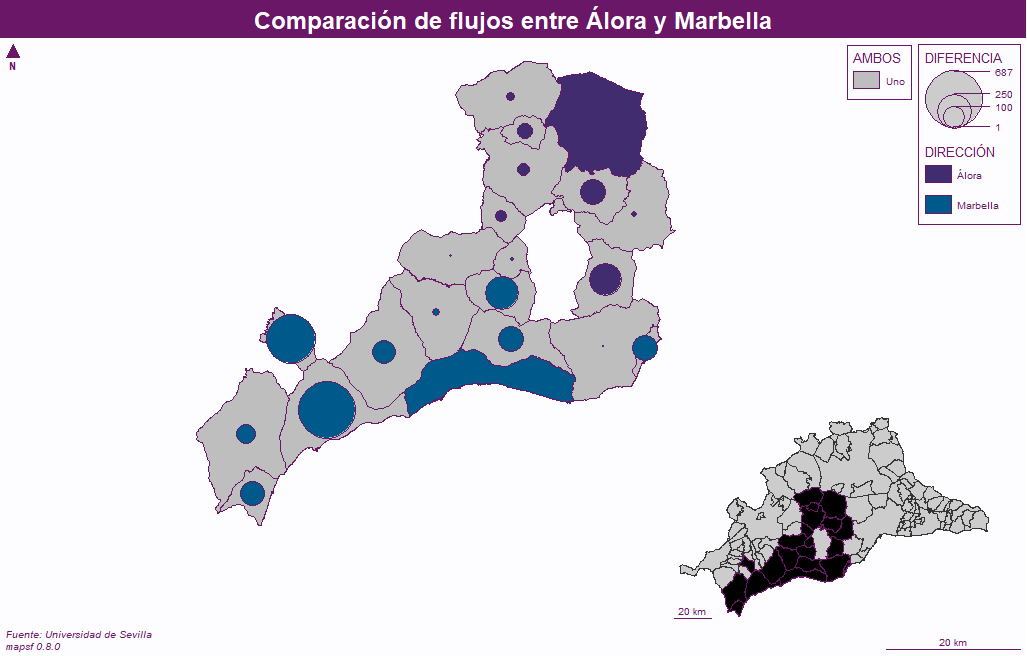 Comparación de flujos entre Álora y Marbella
N
AMBOS
Uno
DIFERENCIA
687
250
100
1
DIRECCIÓN
Álora
Marbella
20 km
20 km
Fuente: Universidad de Sevilla
mapsf 0.8.0